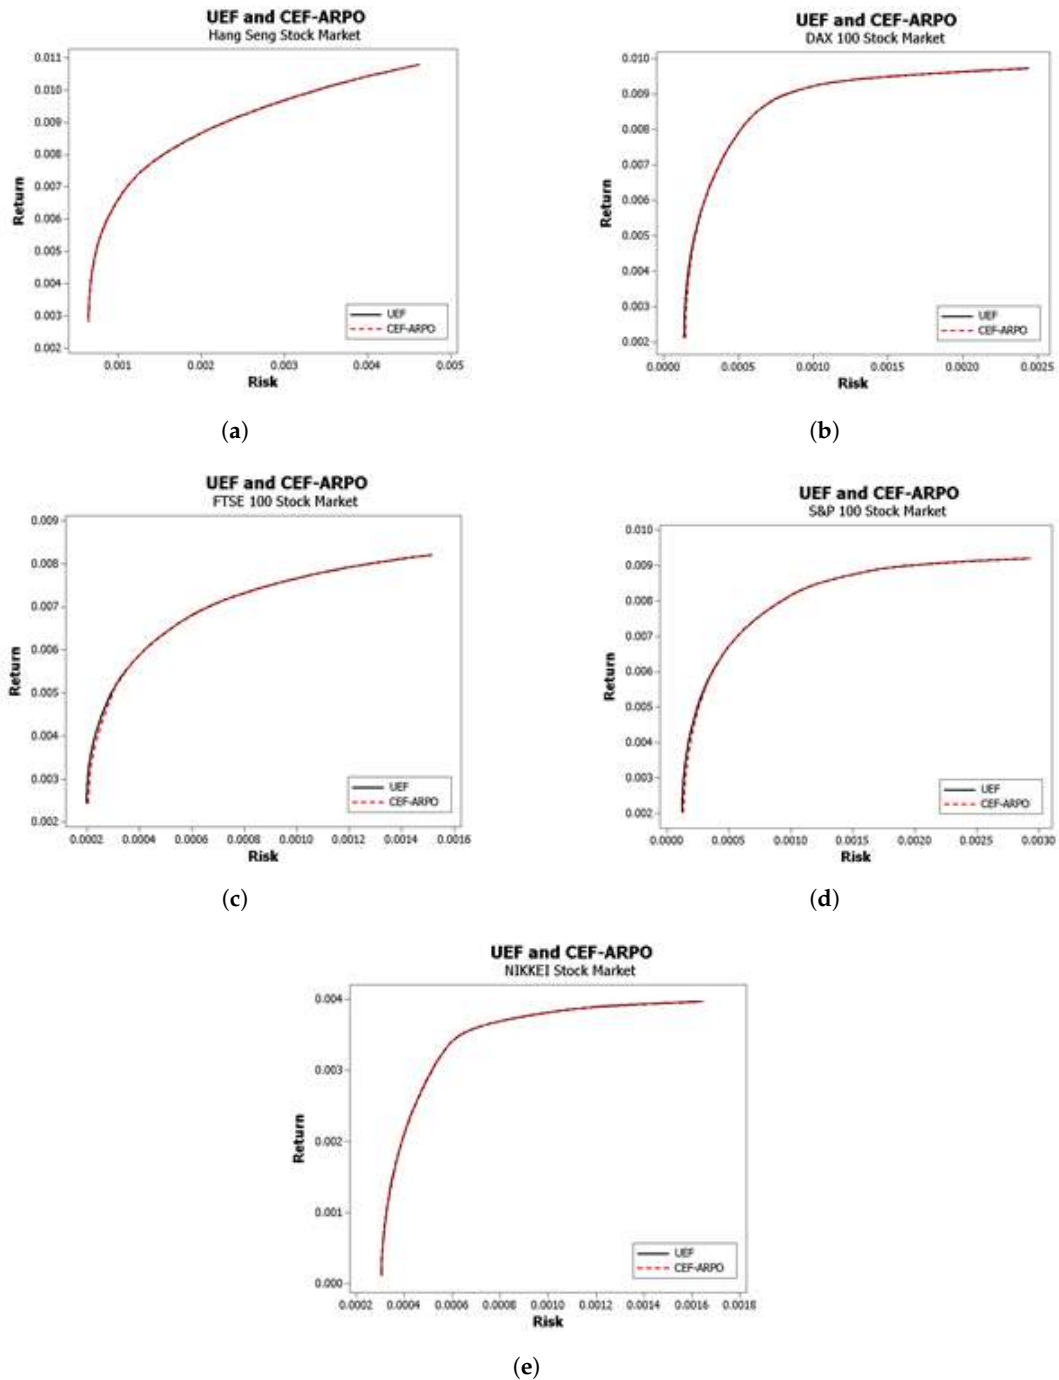 UEF and CEF-ARPO
Hang Seng Stock Market
Return
0.011
0.010
0.009
0.008
0.007
0.006
0.005
0.004
0.003
0.002
UEF
CEF-ARPO
0.001 0.002 0.003 0.004 0.005
Risk
(a)
UEF and CEF-ARPO
DAX 100 Stock Market
Return
0.010
0.009
0.008
0.007
0.006
0.005
0.004
0.003
0.002
UEF
CEF-ARPO
0.0000 0.0005 0.0010 0.0015 0.0020 0.0025
Risk
(b)
UEF and CEF-ARPO
FTSE 100 Stock Market
Return
0.009
0.008
0.007
0.006
0.005
0.004
0.003
0.002
UEF
CEF-ARPO
0.0002 0.0004 0.0006 0.0008 0.0010 0.0012 0.0014 0.0016
Risk
(c)
UEF and CEF-ARPO
S&P 100 Stock Market
Return
0.010
0.009
0.008
0.007
0.006
0.005
0.004
0.003
0.002
UEF
CEF-ARPO
0.0000 0.0005 0.0010 0.0015 0.0020 0.0025 0.0030
Risk
(d)
UEF and CEF-ARPO
NIKKEI Stock Market
Return
0.004
0.003
0.002
0.001
0.000
UEF
CEF-ARPO
0.0002 0.0004 0.0006 0.0008 0.0010 0.0012 0.0014 0.0016 0.0018
Risk
(e)